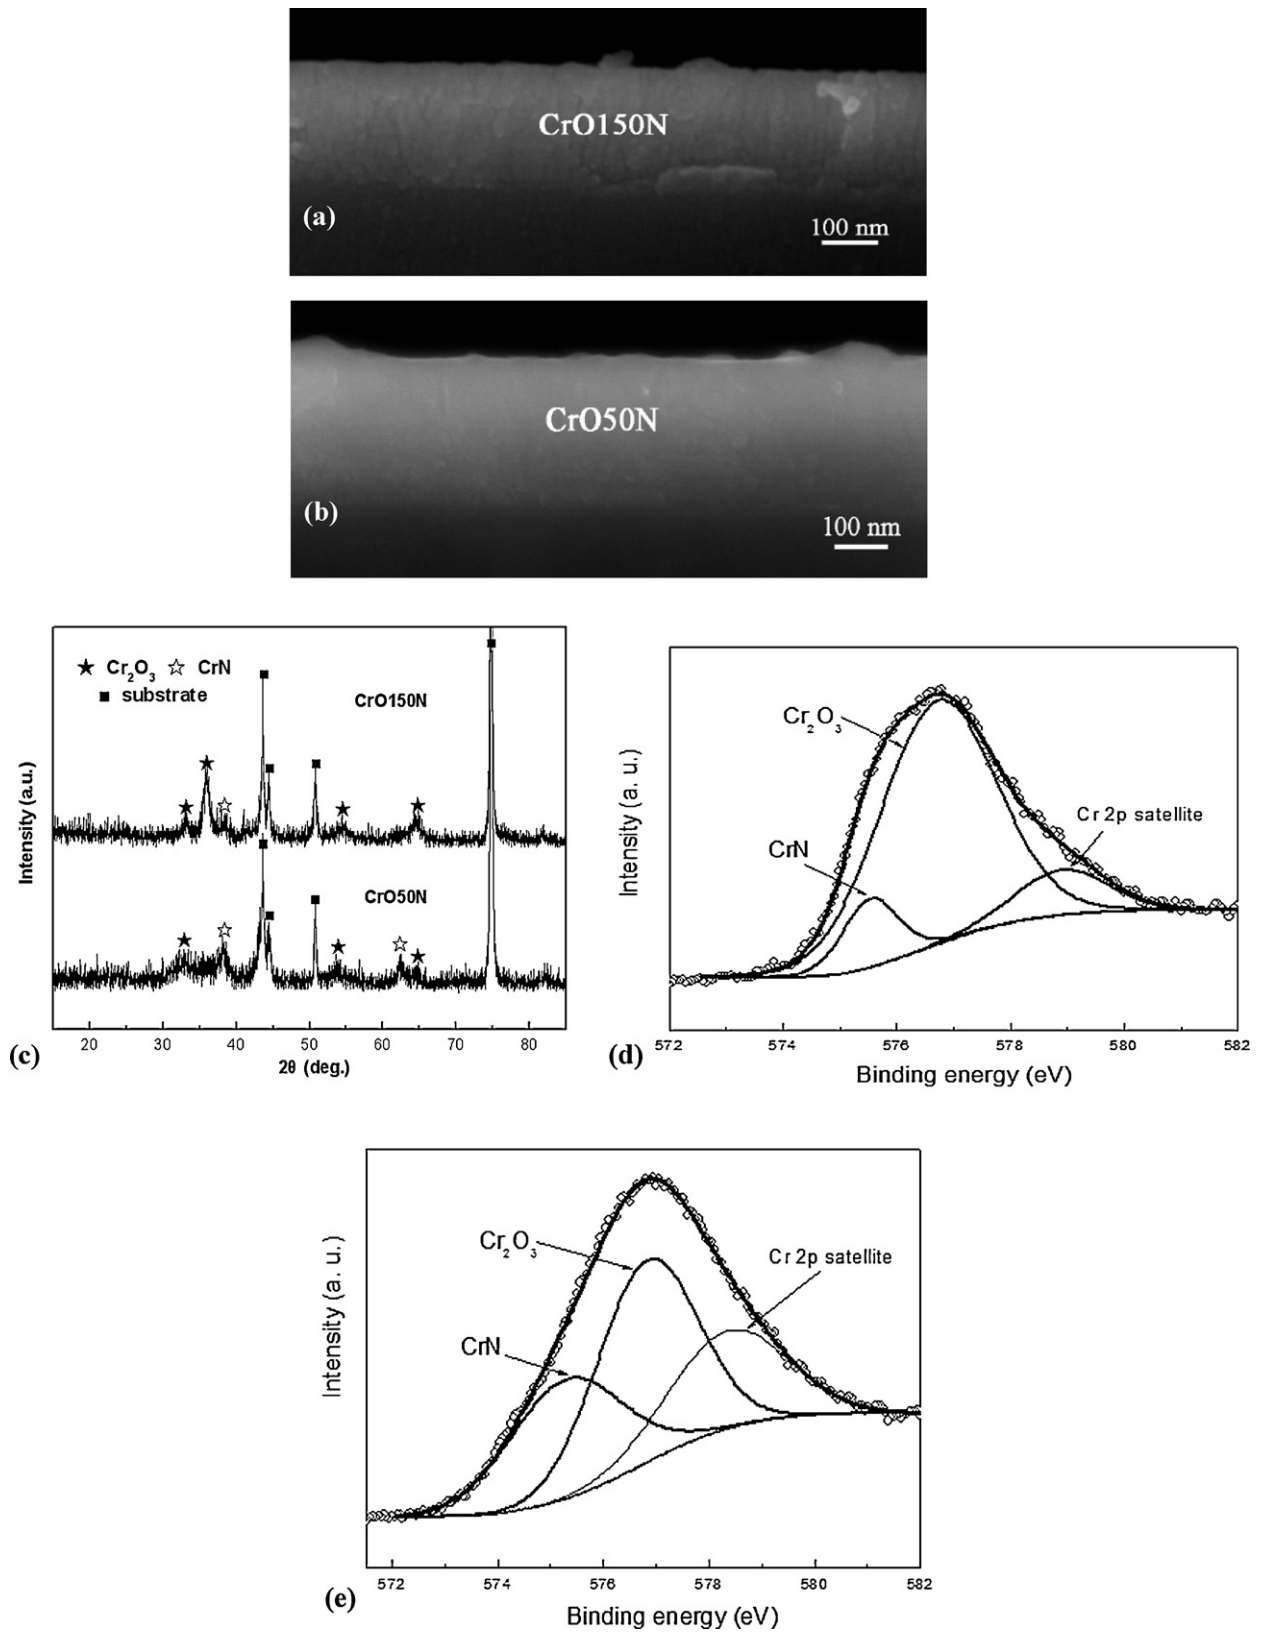 CrO150N
(a)
100 nm
CrO50N
(b)
100 nm
★ Cr₂O₃ ☆ CrN
■ substrate
CrO150N
CrO50N
Intensity (a.u.)
20 30 40 50 60 70 80
2θ (deg.)
(c)
Cr₂O₃
Cr 2p satellite
CrN
Intensity (a. u.)
572 574 576 578 580 582
Binding energy (eV)
(d)
Cr₂O₃
Cr 2p satellite
CrN
Intensity (a. u.)
572 574 576 578 580 582
Binding energy (eV)
(e)